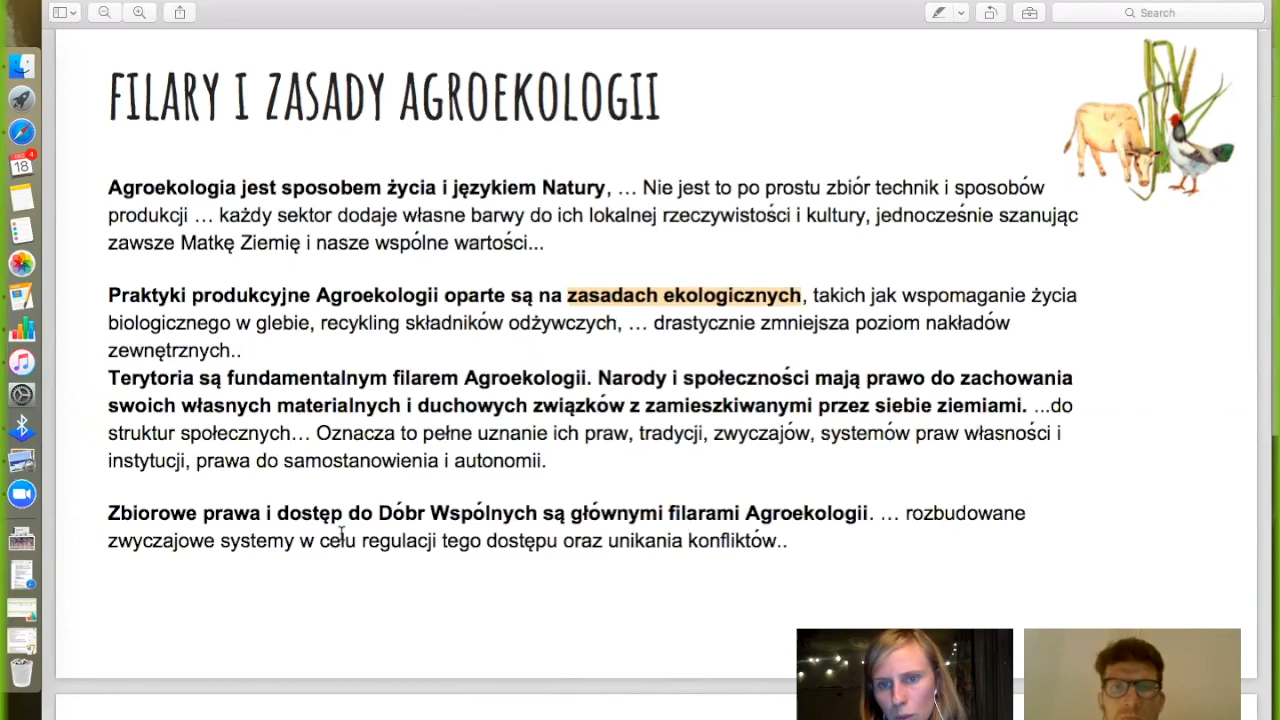 Search
FILARY I ZASADY AGROEKOLOGII
Agroekologia jest sposobem życia i językiem Natury, … Nie jest to po prostu zbiór technik i sposobów
produkcji … każdy sektor dodaje własne barwy do ich lokalnej rzeczywistości i kultury, jednocześnie szanując
zawsze Matkę Ziemię i nasze wspólne wartości...
Praktyki produkcyjne Agroekologii oparte są na zasadach ekologicznych, takich jak wspomaganie życia
biologicznego w glebie, recykling składników odżywczych, … drastycznie zmniejsza poziom nakładów
zewnętrznych..
Terytoria są fundamentalnym filarem Agroekologii. Narody i społeczności mają prawo do zachowania
swoich własnych materialnych i duchowych związków z zamieszkiwanymi przez siebie ziemiami. ...do
struktur społecznych… Oznacza to pełne uznanie ich praw, tradycji, zwyczajów, systemów praw własności i
instytucji, prawa do samostanowienia i autonomii.
Zbiorowe prawa i dostęp do Dóbr Wspólnych są głównymi filarami Agroekologii. … rozbudowane
zwyczajowe systemy w celu regulacji tego dostępu oraz unikania konfliktów..
4
18